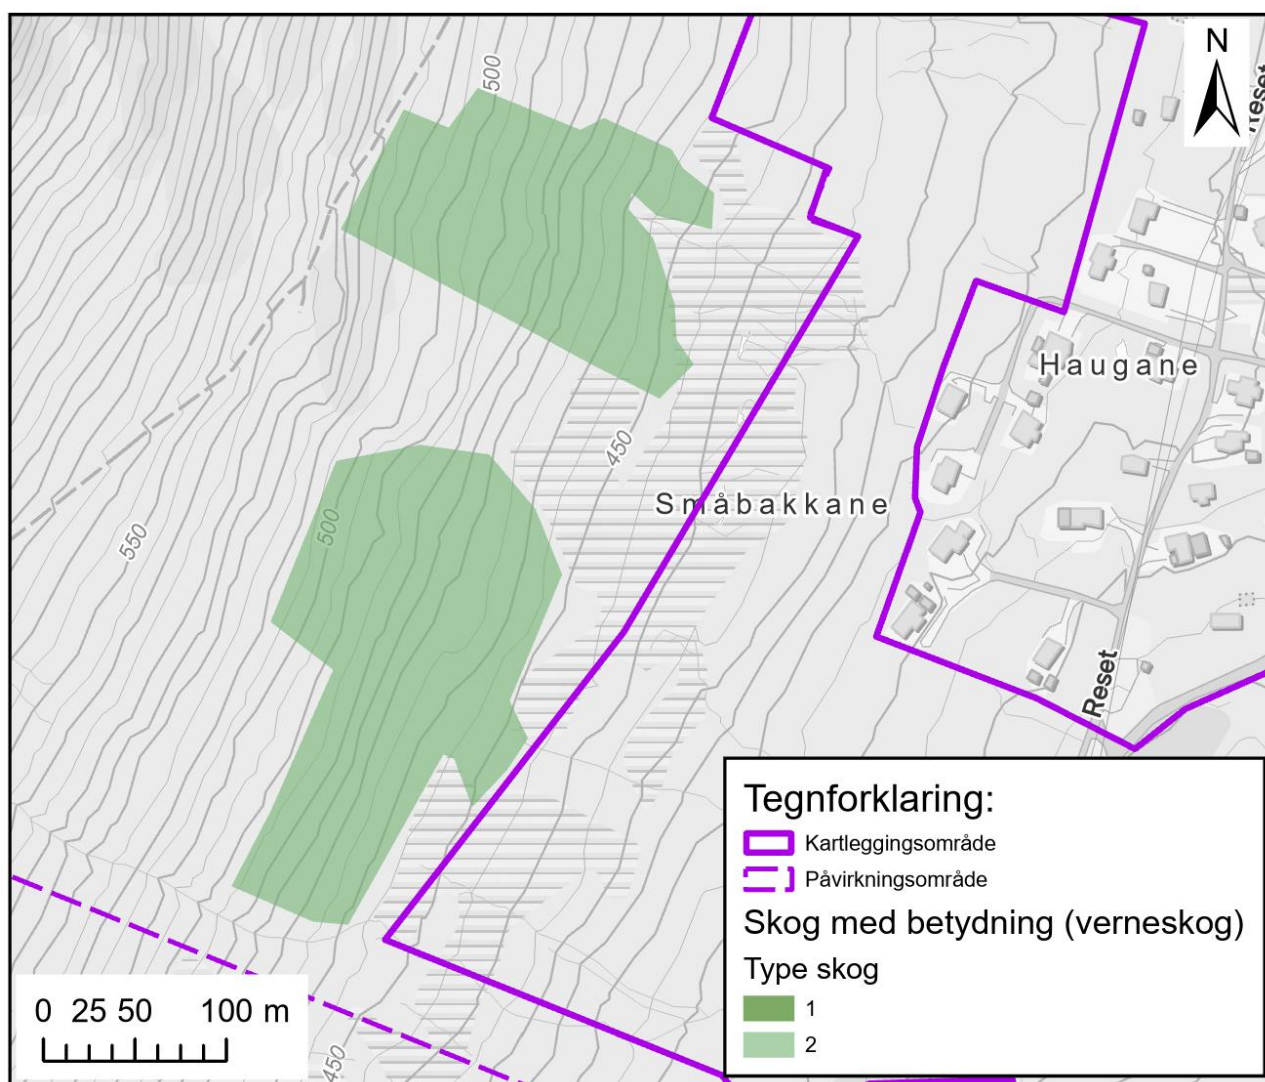 500
N
Reset
Haugane
450
Småbakkane
500
550
Reset
Tegnforklaring:
Kartleggingsområde
Påvirkningsområde
Skog med betydning (verneskog)
Type skog
1
2
0 25 50 100 m
450